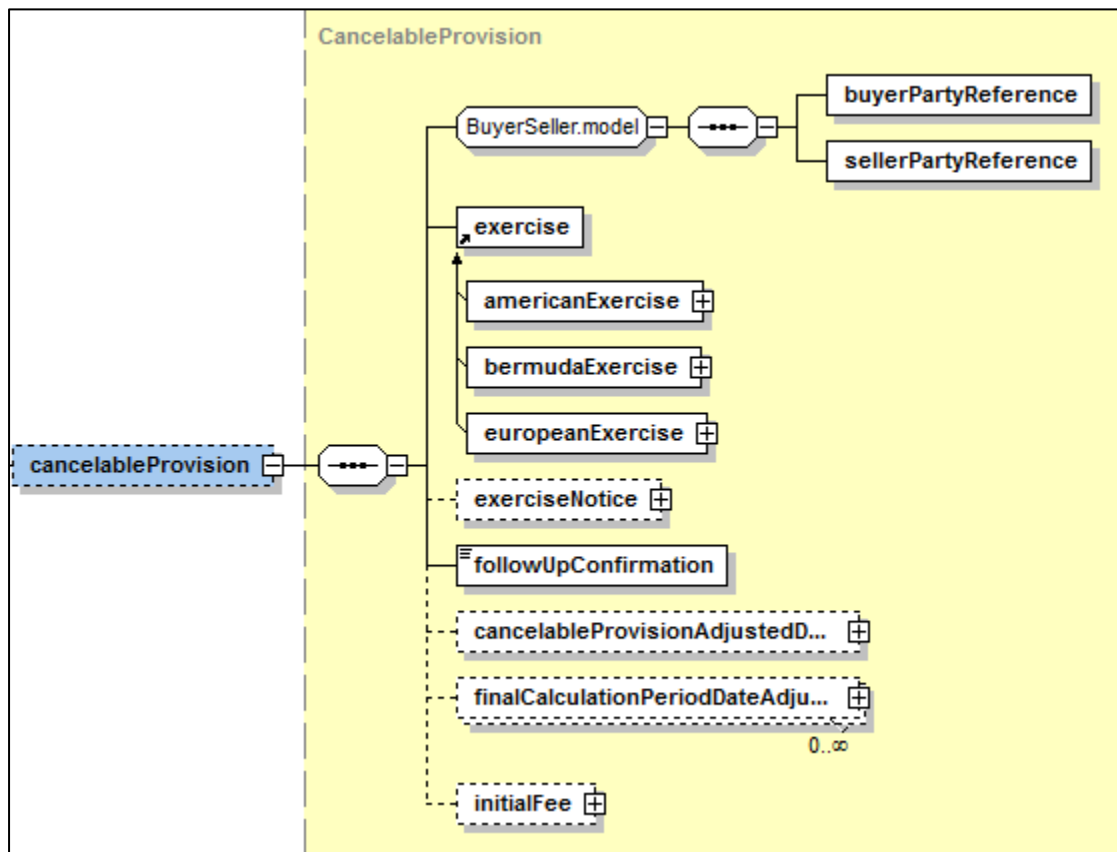 CancelableProvision
BuyerSeller.model
buyerPartyReference
sellerPartyReference
exercise
americanExercise
bermudaExercise
europeanExercise
cancelableProvision
exerciseNotice
followUpConfirmation
cancelableProvisionAdjustedD...
finalCalculationPeriodDateAdju...
0..∞
initialFee